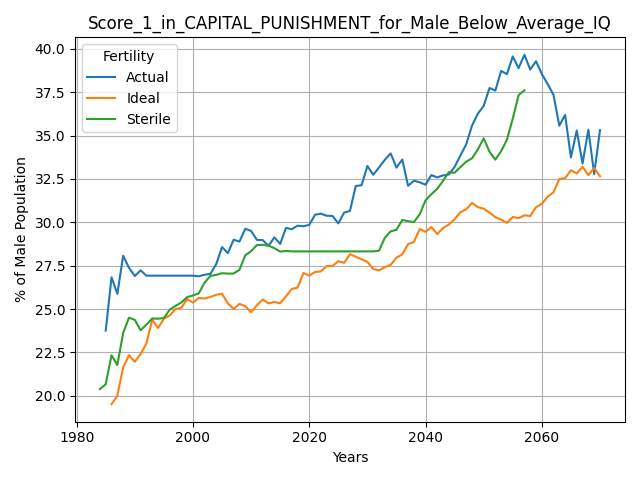 Score_1_in_CAPITAL_PUNISHMENT_for_Male_Below_Average_IQ
Fertility
Actual
Ideal
Sterile
% of Male Population
40.0
37.5
35.0
32.5
30.0
27.5
25.0
22.5
20.0
1980 2000 2020 2040 2060
Years